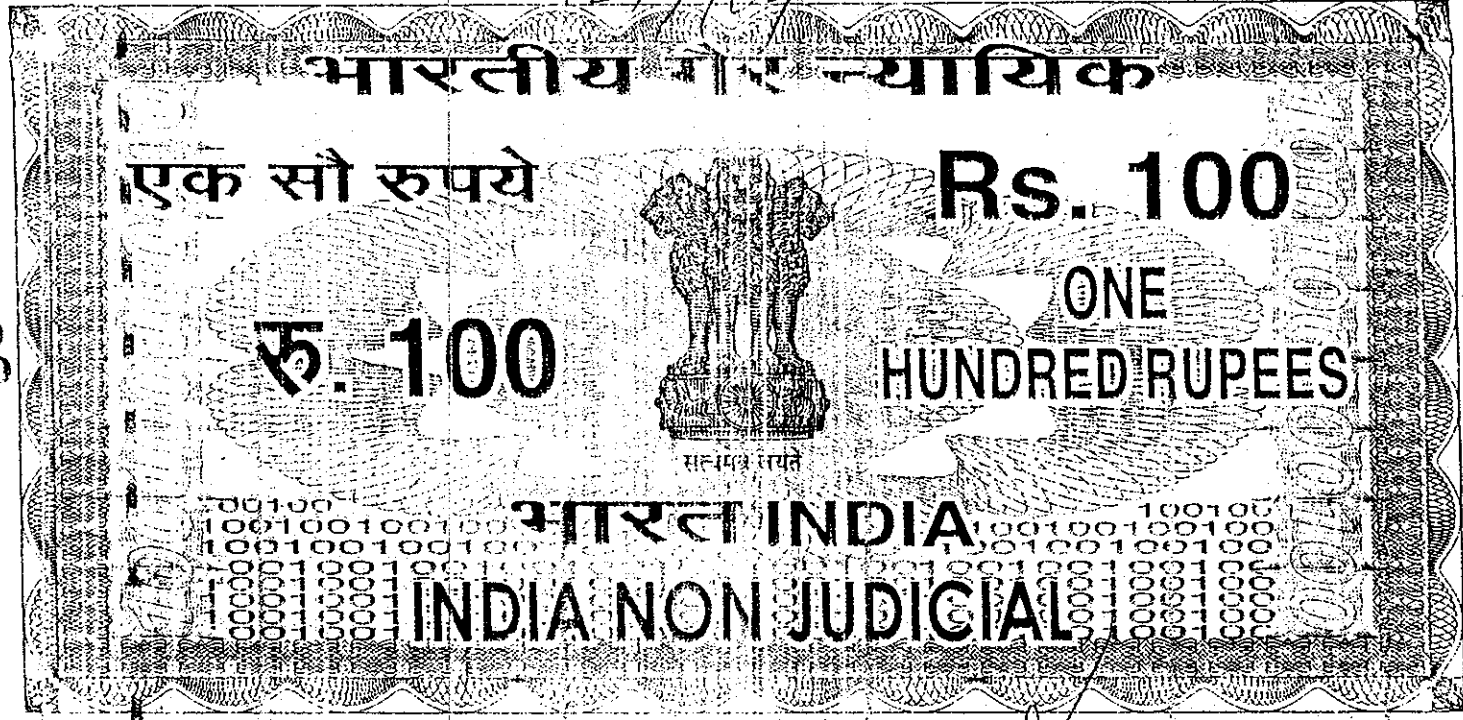 भारतीय गैर न्यायिक
एक सौ रुपये
Rs. 100
रु. 100
ONE
HUNDRED RUPEES
सत्यमेव जयते
भारत INDIA
INDIA NON JUDICIAL